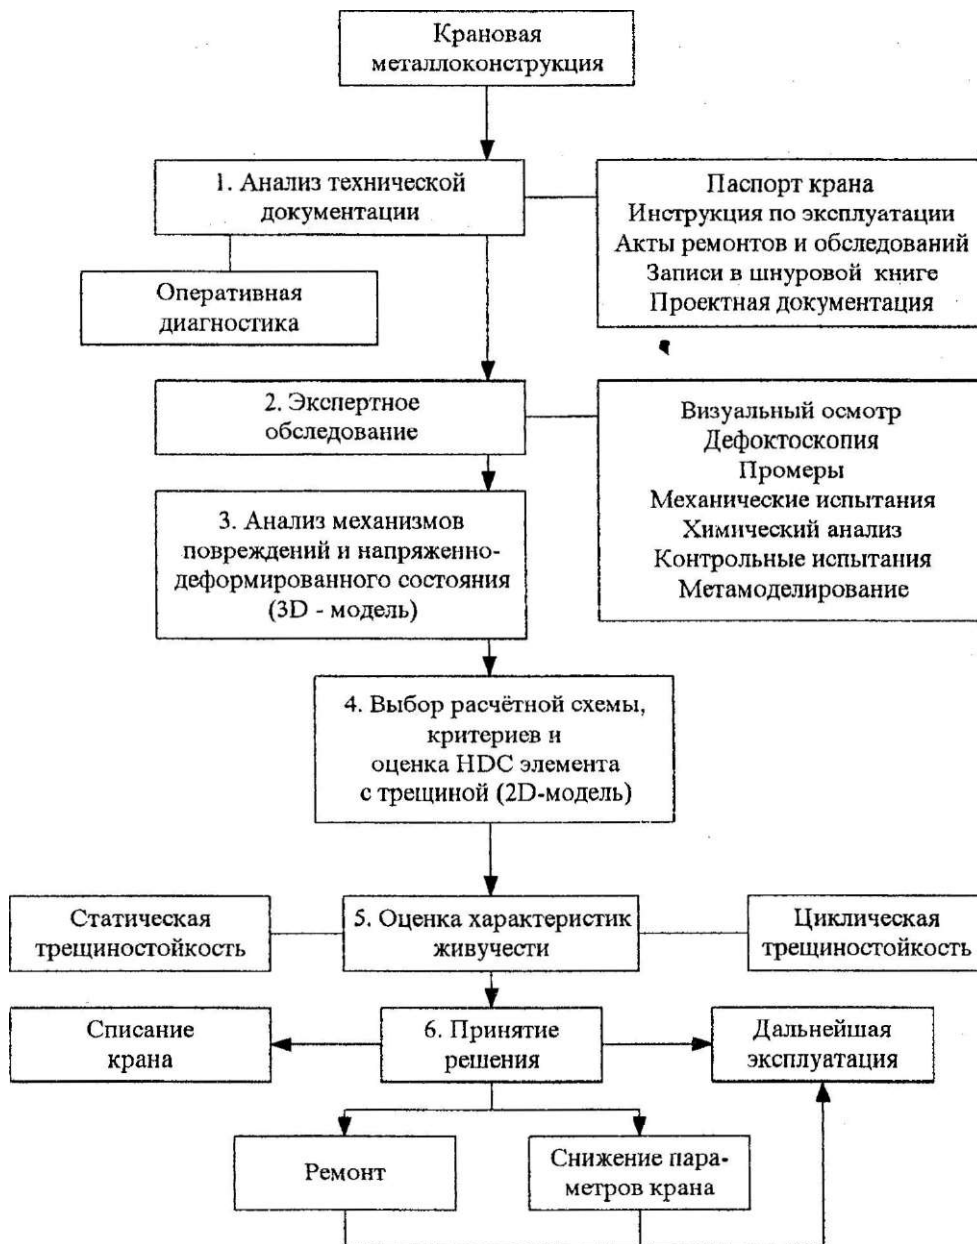 Крановая
металлоконструкция
1. Анализ технической
документации
Паспорт крана
Инструкция по эксплуатации
Акты ремонтов и обследований
Записи в шнуровой книге
Проектная документация
Оперативная
диагностика
2. Экспертное
обследование
Визуальный осмотр
Дефоктоскопия
Промеры
Механические испытания
Химический анализ
Контрольные испытания
Метамоделирование
3. Анализ механизмов
повреждений и напряженно-
деформированного состояния
(3D - модель)
4. Выбор расчётной схемы,
критериев и
оценка HDC элемента
с трещиной (2D-модель)
Статическая
трещиностойкость
5. Оценка характеристик
живучести
Циклическая
трещиностойкость
Списание
крана
6. Принятие
решения
Дальнейшая
эксплуатация
Ремонт
Снижение пара-
метров крана